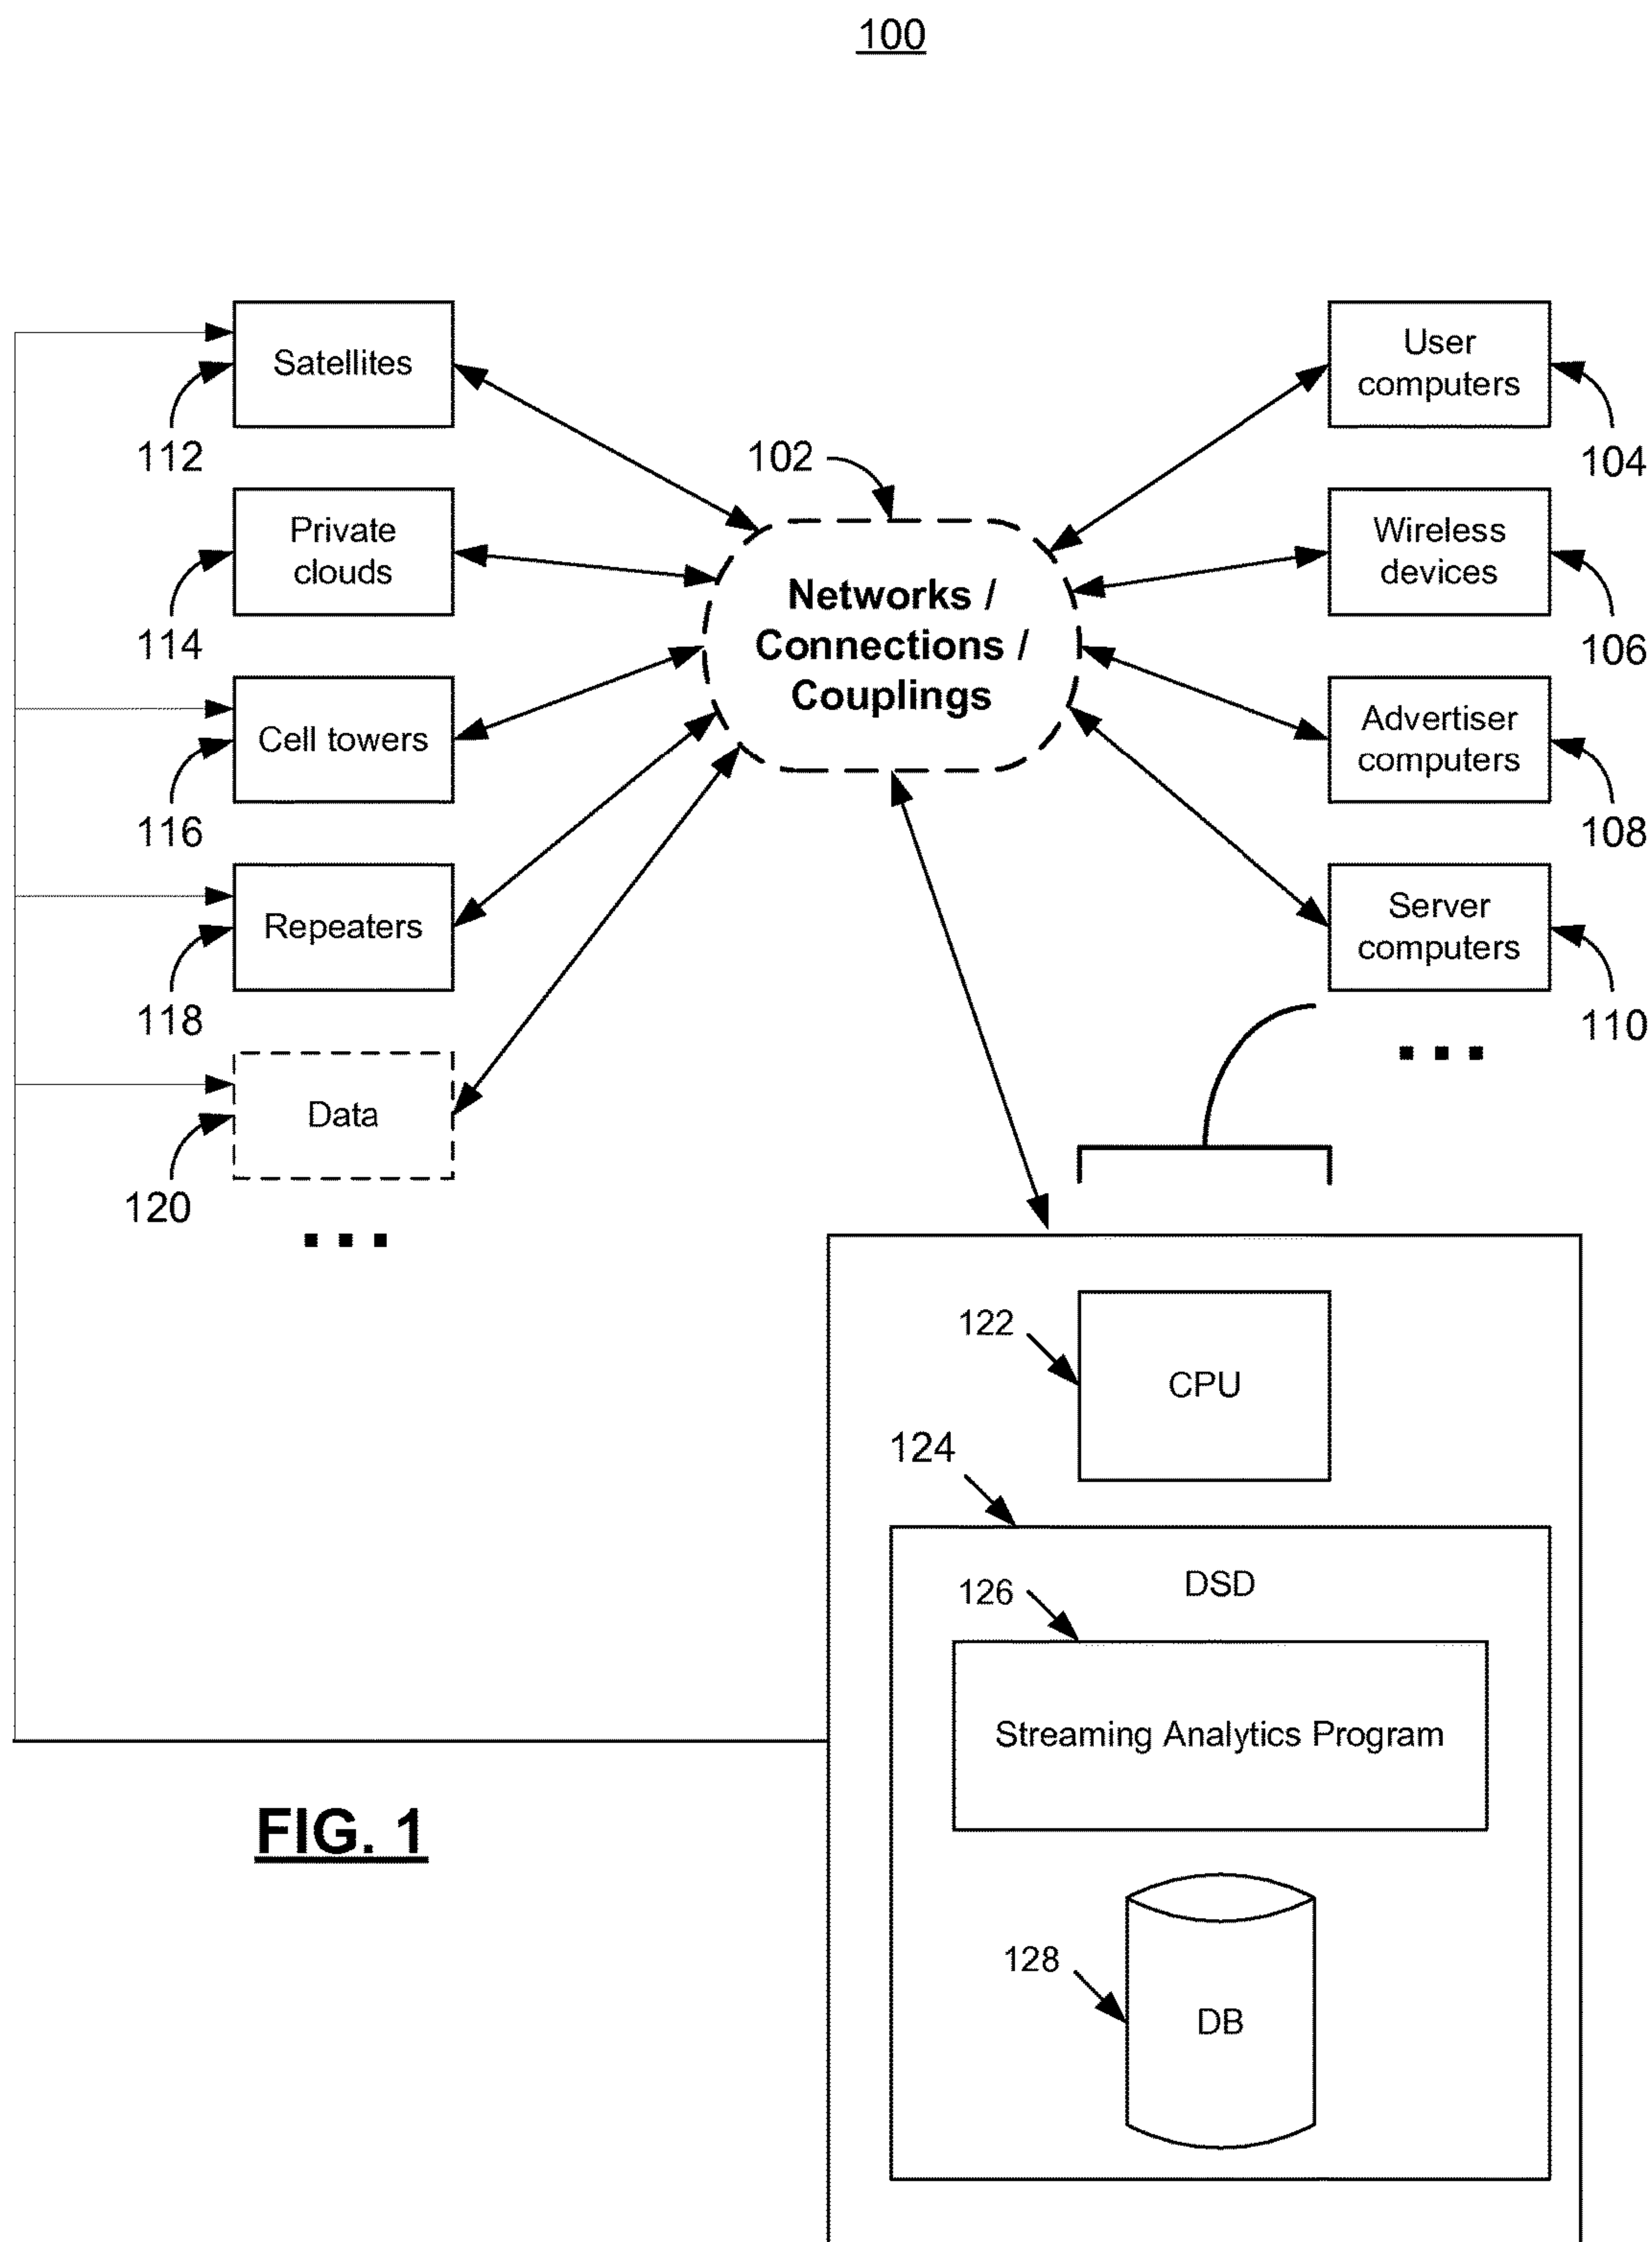 100
Satellites
112
Private
clouds
114
Cell towers
116
Repeaters
118
Data
120
...
102
Networks /
Connections /
Couplings
User
computers
104
Wireless
devices
106
Advertiser
computers
108
Server
computers
110
...
122
CPU
124
DSD
126
Streaming Analytics Program
128
DB
FIG. 1